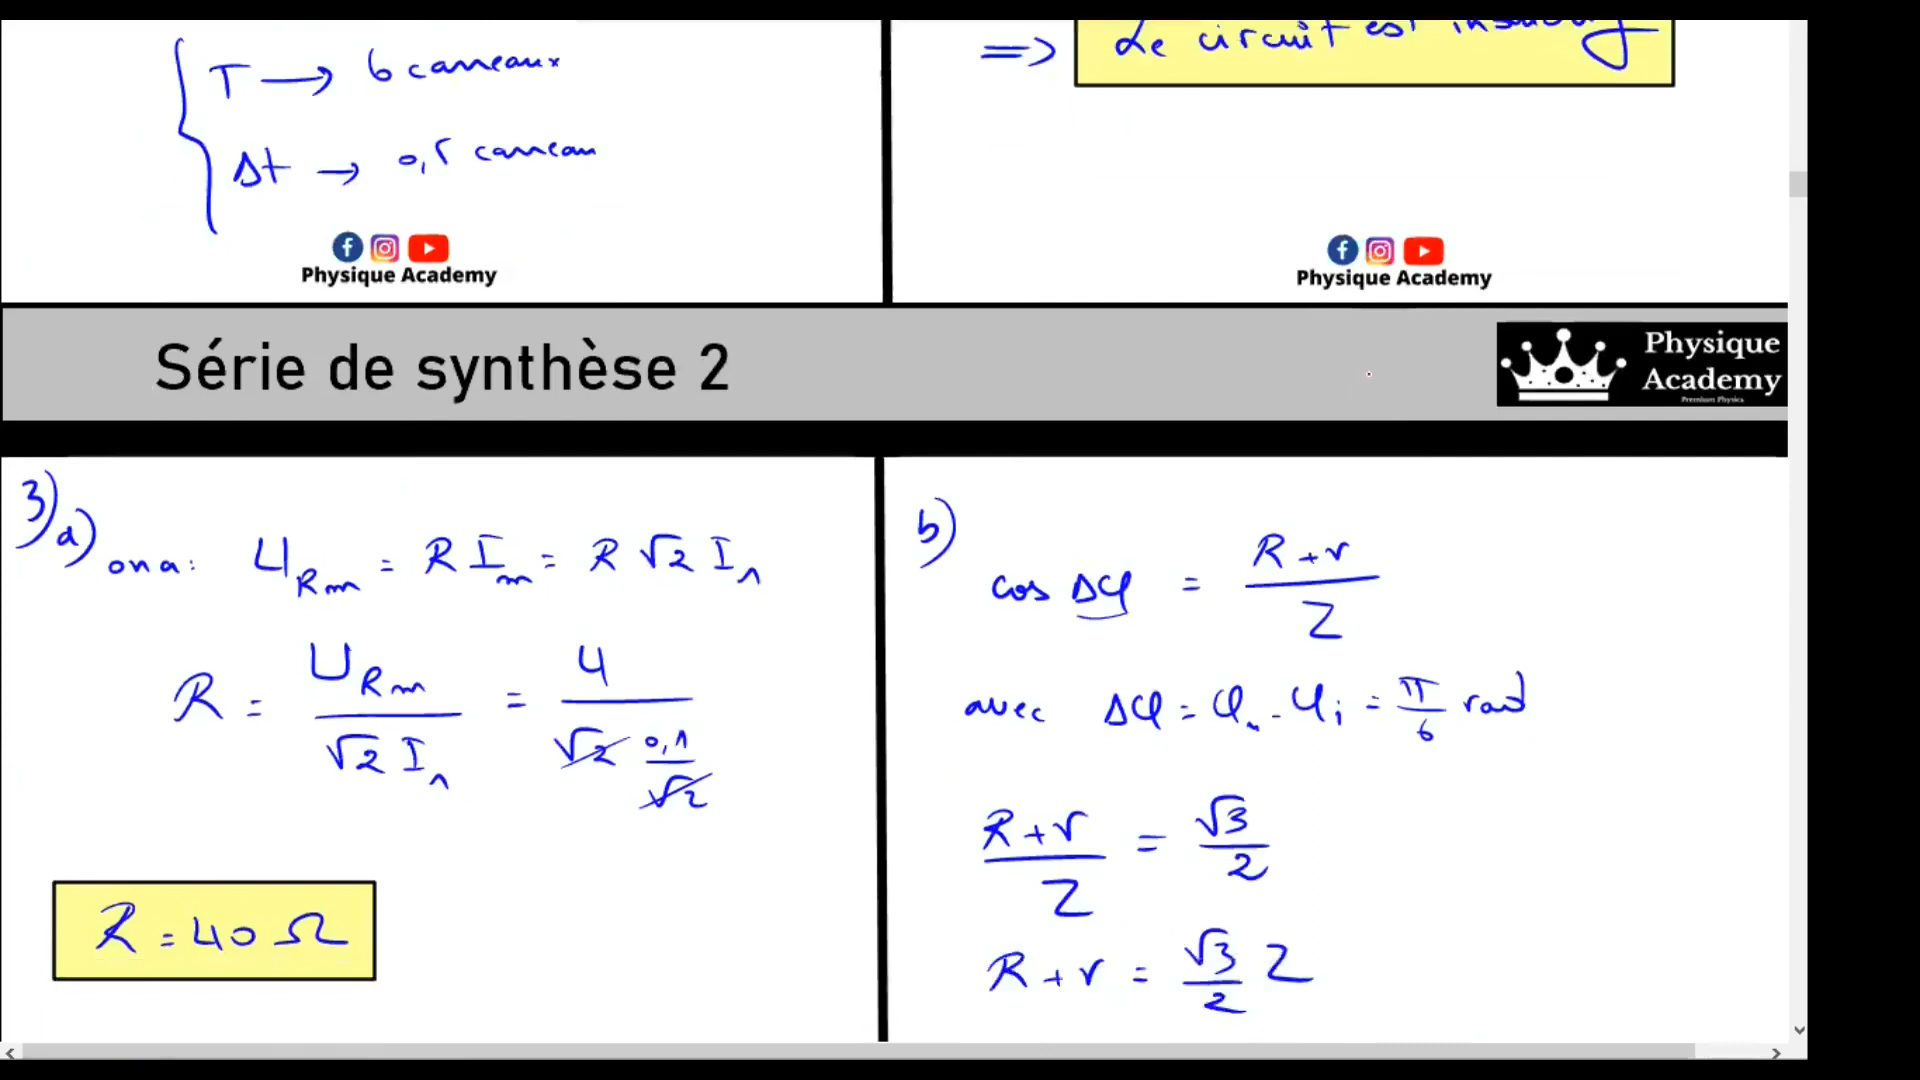 T → 6 carreaux
Δt → 0,5 carreau
Physique Academy
=> Le circuit est
Physique Academy
Série de synthèse 2
Physique
Academy
Premium Physics
3) a) on a : U_Rm = R I_m = R √2 I_1
R = U_Rm / (√2 I_1) = 4 / (√2 0,1/√2)
R = 40 Ω
b) cos Δφ = (R + r) / Z
avec Δφ = φ_u - φ_i = π/6 rad
(R + r) / Z = √3/2
R + r = √3/2 Z